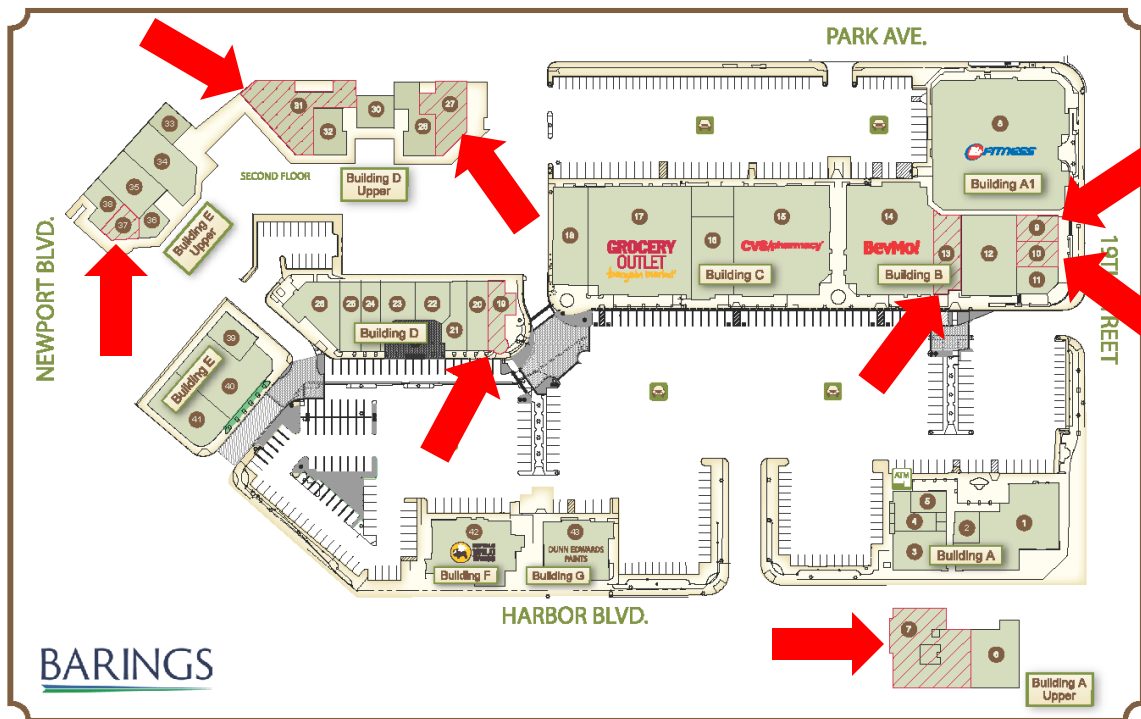 PARK AVE.
31
30
27
32
28
33
34
35
38
37
36
SECOND FLOOR
Building D
Upper
Building E
Upper
NEWPORT BLVD.
8
FITNESS
Building A1
18
17
GROCERY
OUTLET
bargain market
16
15
CVS/pharmacy
Building C
14
BevMo!
Building B
13
12
9
10
11
19TH STREET
26
25
24
23
22
21
20
19
Building D
39
40
41
Building E
ATM
5
4
3
2
1
Building A
42
Building F
43
DUNN EDWARDS
PAINTS
Building G
HARBOR BLVD.
7
6
Building A
Upper
BARINGS